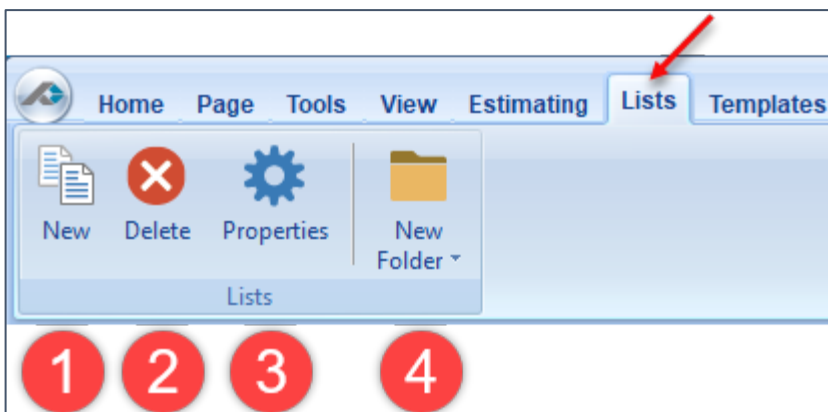 Home Page Tools View Estimating Lists Templates
New Delete Properties New Folder
Lists
1 2 3 4